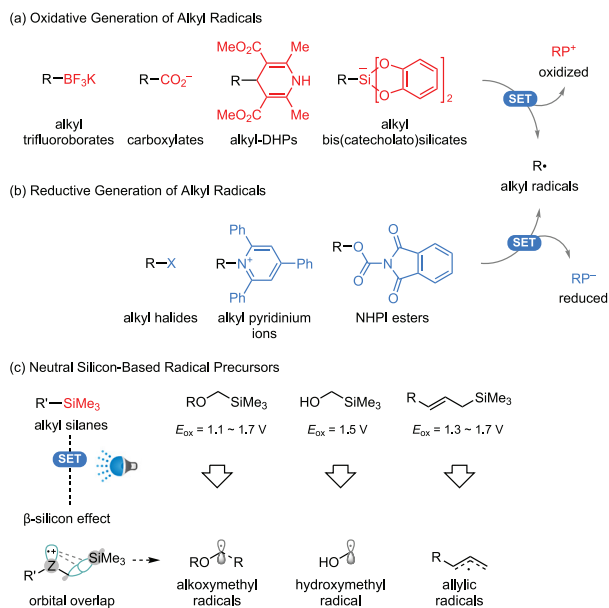 (a) Oxidative Generation of Alkyl Radicals
MeO₂C Me
R–BF₃K
R–CO₂⁻
R NH
MeO₂C Me
R–Si⁻ O O 2
alkyl trifluoroborates
carboxylates
alkyl-DHPs
alkyl bis(catecholato)silicates
RP⁺
oxidized
SET
R•
alkyl radicals
(b) Reductive Generation of Alkyl Radicals
R–X
Ph
R–N⁺ Ph
Ph
R–O O
O N
O
alkyl halides
alkyl pyridinium ions
NHPI esters
SET
RP⁻
reduced
(c) Neutral Silicon-Based Radical Precursors
R'–SiMe₃
alkyl silanes
SET
β-silicon effect
RO SiMe₃
E_ox = 1.1 ~ 1.7 V
HO SiMe₃
E_ox = 1.5 V
R SiMe₃
E_ox = 1.3 ~ 1.7 V
R' Z SiMe₃
orbital overlap
RO R
alkoxymethyl radicals
HO
hydroxymethyl radical
R
allylic radicals